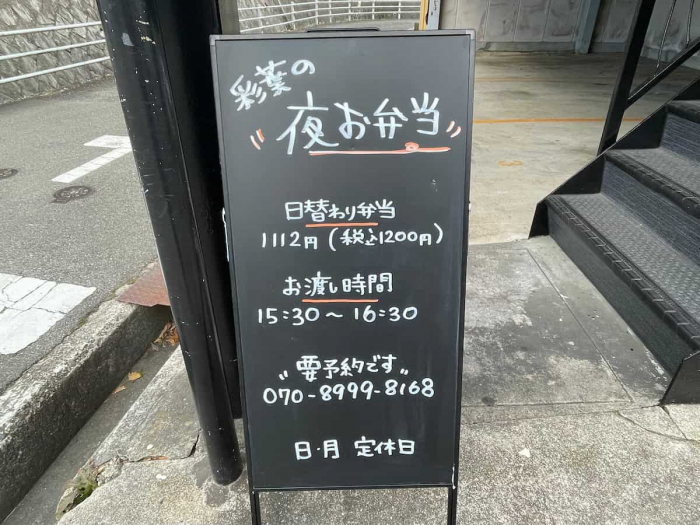 彩葉の
夜お弁当
日替わり弁当
1112円(税込1200円)
お渡し時間
15:30〜16:30
〃要予約です〃
070-8999-8168
日・月 定休日